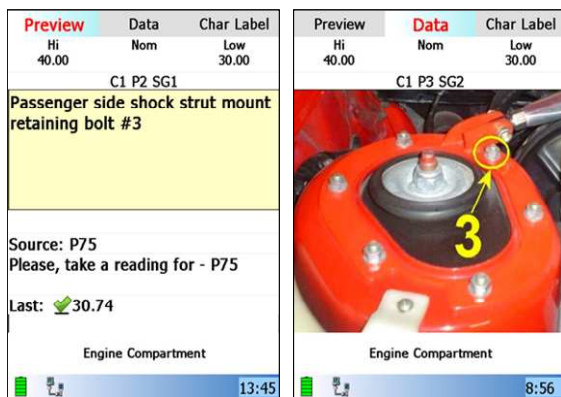 Preview Data Char Label
Hi Nom Low
40.00 30.00
C1 P2 SG1
Passenger side shock strut mount
retaining bolt #3
Source: P75
Please, take a reading for - P75
Last: 30.74
Engine Compartment
13:45
Preview Data Char Label
Hi Nom Low
40.00 30.00
C1 P3 SG2
3
Engine Compartment
8:56